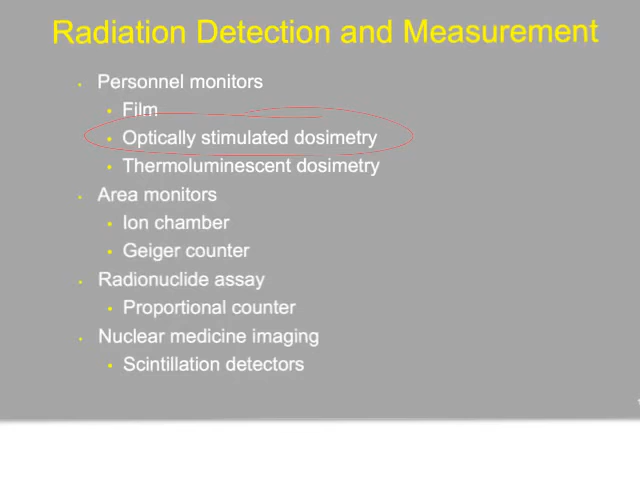 Radiation Detection and Measurement
• Personnel monitors
• Film
• Optically stimulated dosimetry
• Thermoluminescent dosimetry
• Area monitors
• Ion chamber
• Geiger counter
• Radionuclide assay
• Proportional counter
• Nuclear medicine imaging
• Scintillation detectors